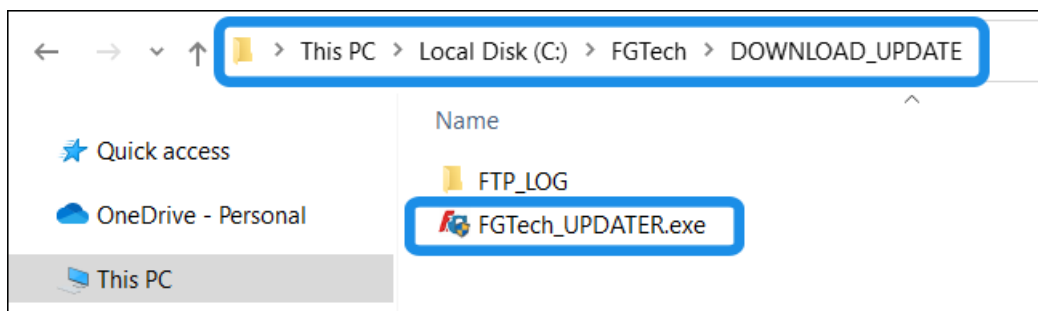 This PC > Local Disk (C:) > FGTech > DOWNLOAD_UPDATE
Name
Quick access
FTP_LOG
OneDrive - Personal
FGTech_UPDATER.exe
This PC